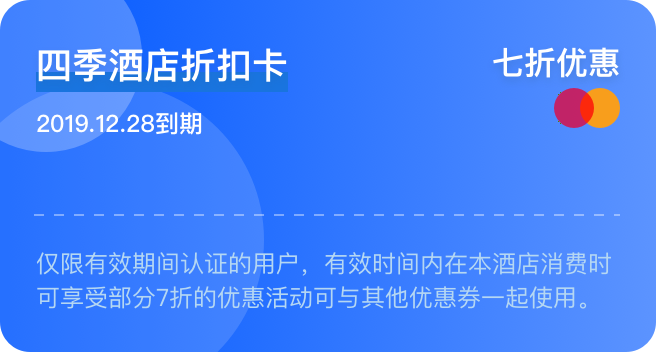 四季酒店折扣卡
七折优惠
2019.12.28到期
仅限有效期间认证的用户，有效时间内在本酒店消费时
可享受部分7折的优惠活动可与其他优惠券一起使用。